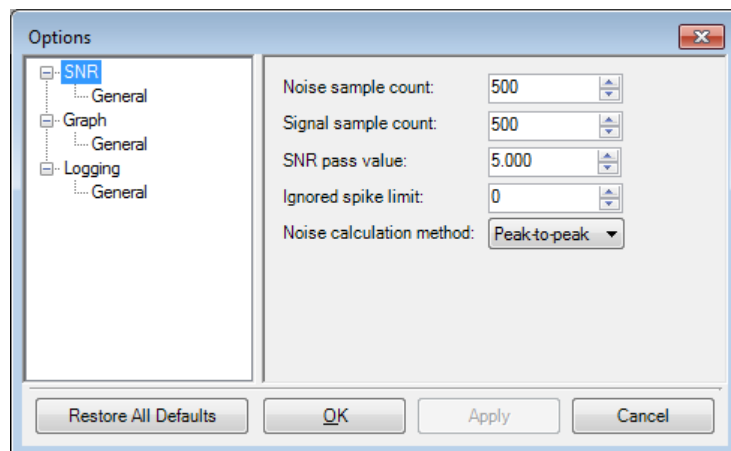 Options
SNR
General
Graph
General
Logging
General
Noise sample count: 500
Signal sample count: 500
SNR pass value: 5.000
Ignored spike limit: 0
Noise calculation method: Peak-to-peak
Restore All Defaults OK Apply Cancel